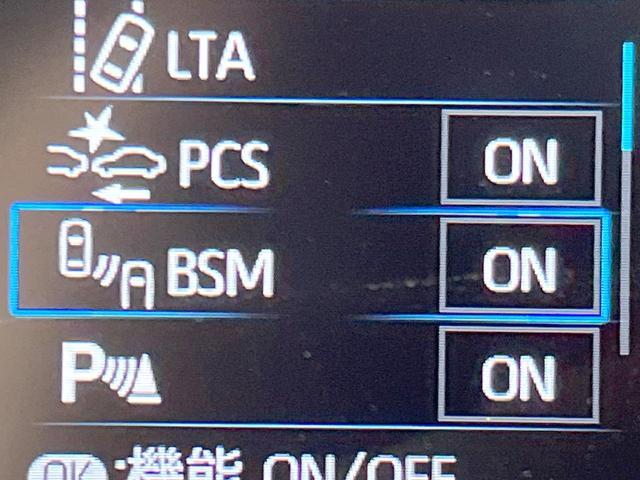 LTA
PCS ON
BSM ON
P ON
OK :機能 ON/OFF